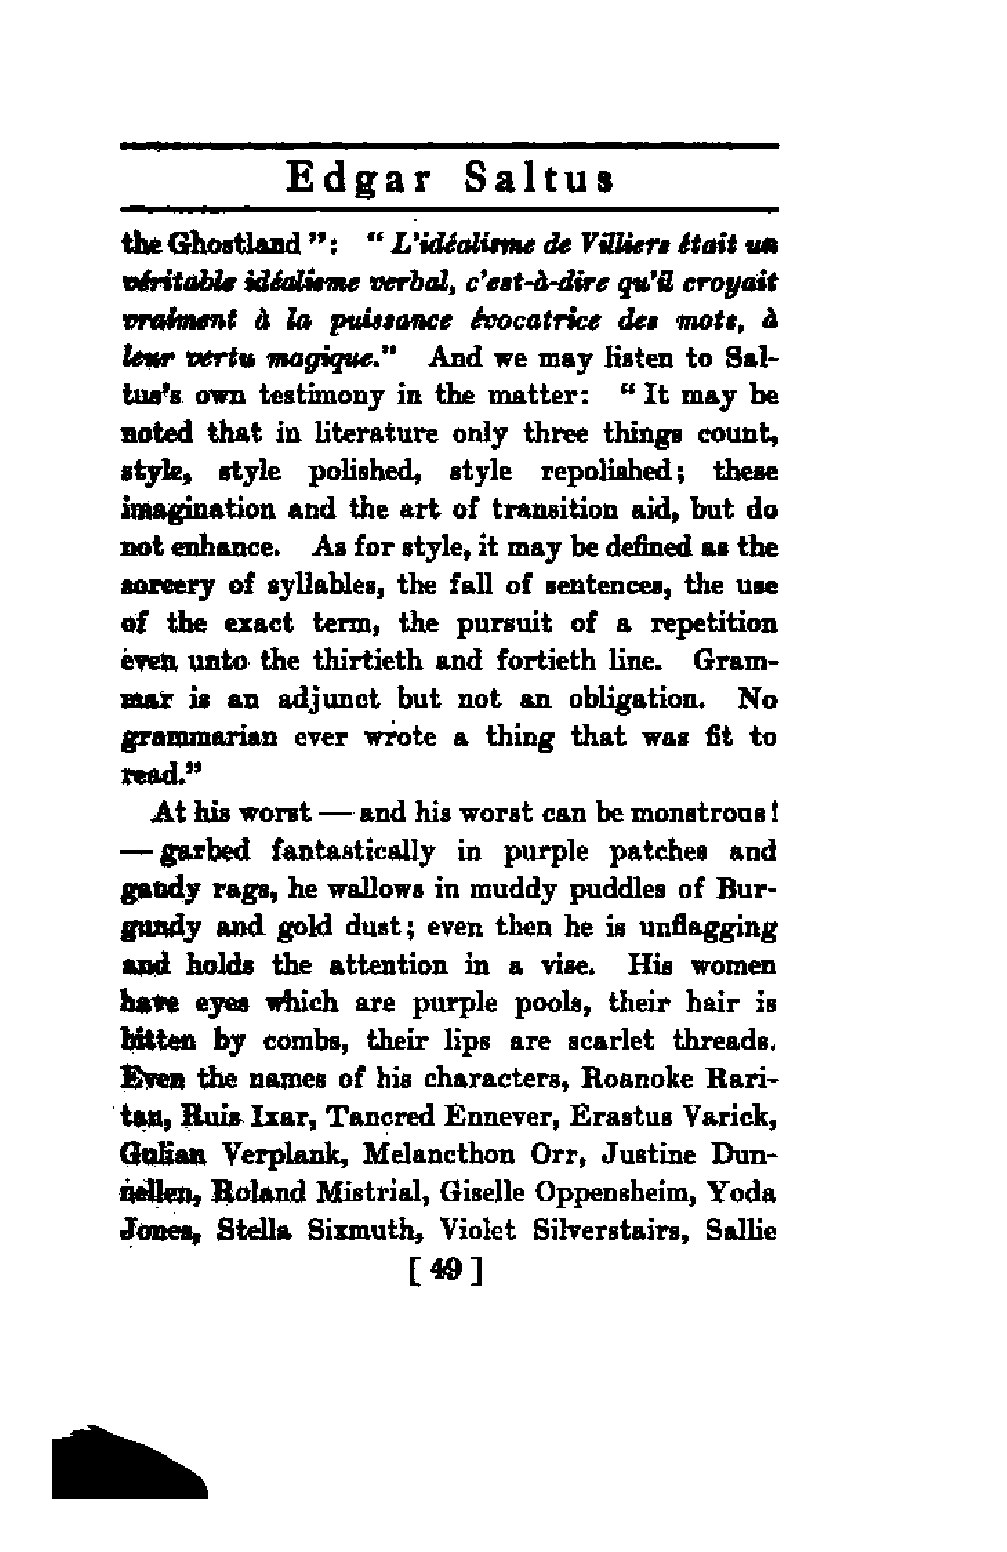 Edgar Saltus
the Ghostland": "L'idéalisme de Villiers était un
véritable idéalisme verbal, c'est-à-dire qu'il croyait
vraiment à la puissance évocatrice des mots, à
leur vertu magique." And we may listen to Sal-
tus's own testimony in the matter: "It may be
noted that in literature only three things count,
style, style polished, style repolished; these
imagination and the art of transition aid, but do
not enhance. As for style, it may be defined as the
sorcery of syllables, the fall of sentences, the use
of the exact term, the pursuit of a repetition
even unto the thirtieth and fortieth line. Gram-
mar is an adjunct but not an obligation. No
grammarian ever wrote a thing that was fit to
read."
At his worst — and his worst can be monstrous!
— garbed fantastically in purple patches and
gaudy rags, he wallows in muddy puddles of Bur-
gundy and gold dust; even then he is unflagging
and holds the attention in a vise. His women
have eyes which are purple pools, their hair is
bitten by combs, their lips are scarlet threads.
Even the names of his characters, Roanoke Rari-
tan, Ruis Ixar, Tancred Ennever, Erastus Varick,
Gulian Verplank, Melancthon Orr, Justine Dun-
nellen, Roland Mistrial, Giselle Oppensheim, Yoda
Jones, Stella Sixmuth, Violet Silverstairs, Sallie
[49]